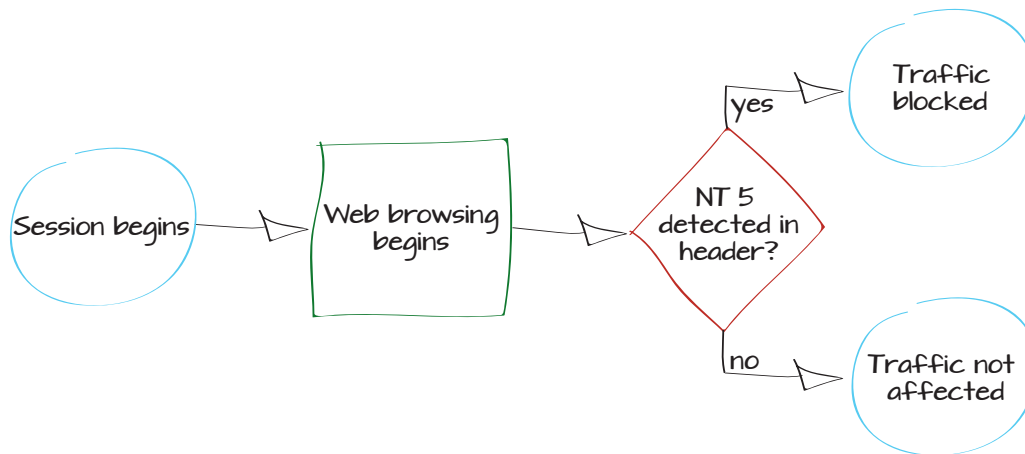 Session begins
Web browsing
begins
NT 5
detected in
header?
yes
Traffic
blocked
no
Traffic not
affected